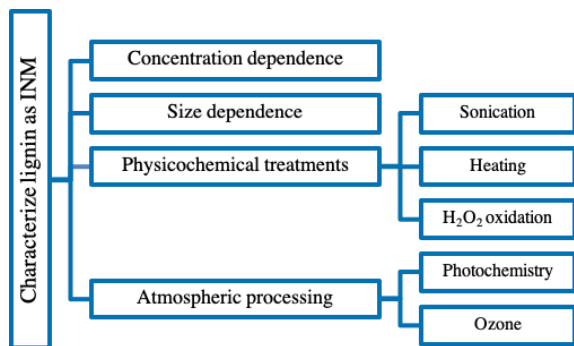 Characterize lignin as INM
Concentration dependence
Size dependence
Physicochemical treatments
Sonication
Heating
H₂O₂ oxidation
Atmospheric processing
Photochemistry
Ozone